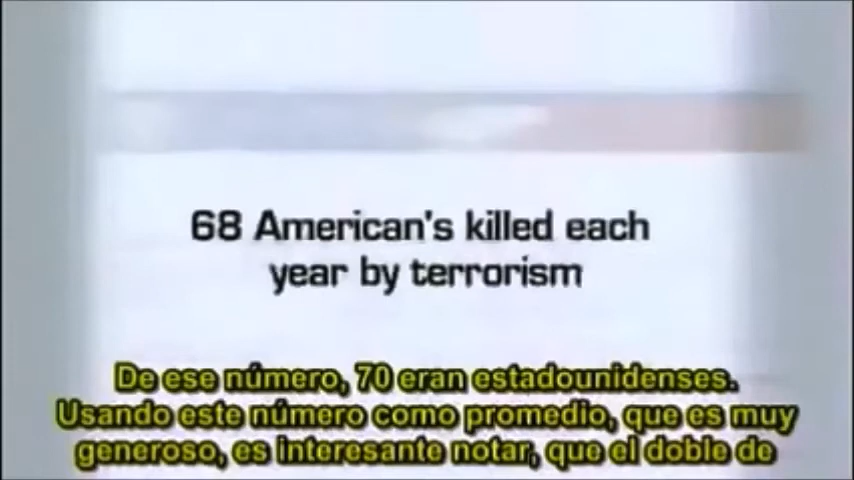 68 American's killed each
year by terrorism
De ese número, 70 eran estadounidenses.
Usando este número como promedio, que es muy
generoso, es interesante notar, que el doble de